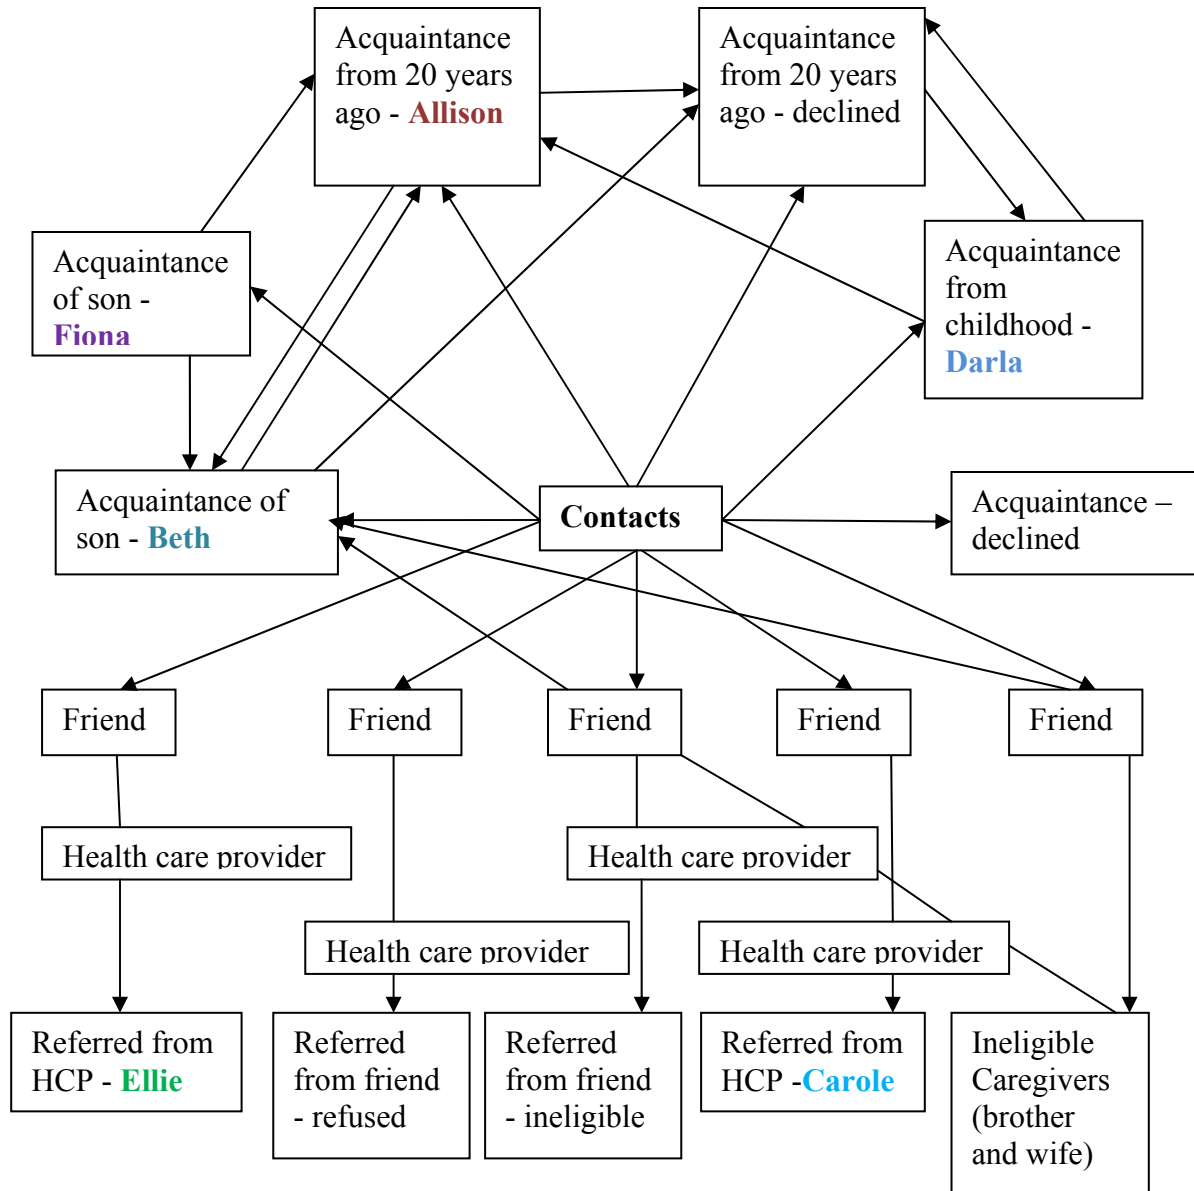 Acquaintance
from 20 years
ago - Allison
Acquaintance
from 20 years
ago - declined
Acquaintance
of son -
Fiona
Acquaintance
from
childhood -
Darla
Acquaintance of
son - Beth
Contacts
Acquaintance –
declined
Friend
Friend
Friend
Friend
Friend
Health care provider
Health care provider
Health care provider
Health care provider
Referred from
HCP - Ellie
Referred
from friend
- refused
Referred
from friend
- ineligible
Referred from
HCP -Carole
Ineligible
Caregivers
(brother
and wife)